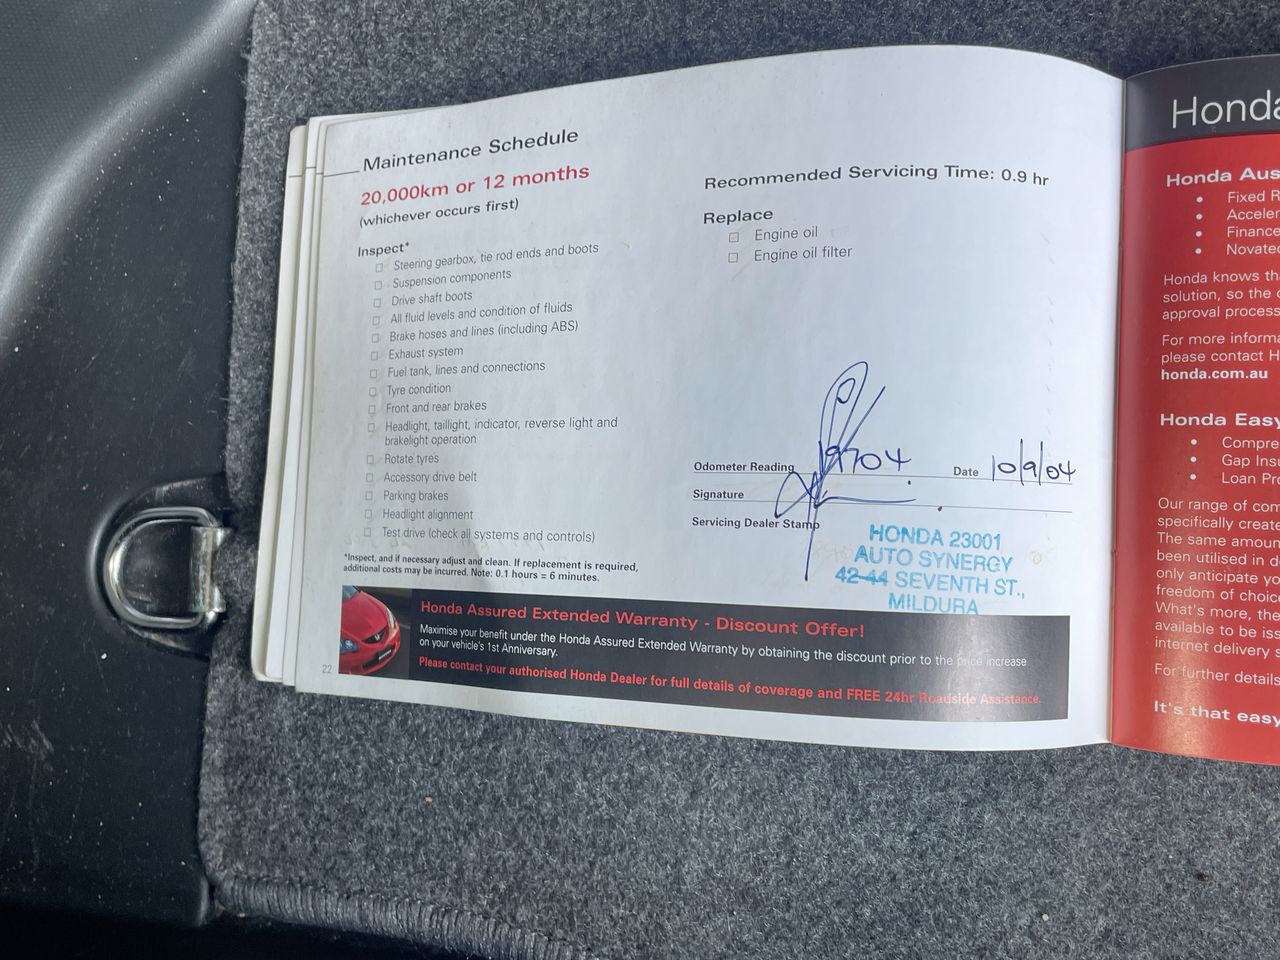 Maintenance Schedule
20,000km or 12 months
(whichever occurs first)
Inspect*
Steering gearbox, tie rod ends and boots
Suspension components
Drive shaft boots
All fluid levels and condition of fluids
Brake hoses and lines (including ABS)
Exhaust system
Fuel tank, lines and connections
Tyre condition
Front and rear brakes
Headlight, taillight, indicator, reverse light and
brakelight operation
Rotate tyres
Accessory drive belt
Parking brakes
Headlight alignment
Test drive (check all systems and controls)
*Inspect, and if necessary adjust and clean. If replacement is required,
additional costs may be incurred. Note: 0.1 hours = 6 minutes.
Recommended Servicing Time: 0.9 hr
Replace
Engine oil
Engine oil filter
Odometer Reading 19704 Date 10/9/04
Signature
Servicing Dealer Stamp
HONDA 23001
AUTO SYNERGY
42-44 SEVENTH ST.,
MILDURA
Honda Assured Extended Warranty - Discount Offer!
Maximise your benefit under the Honda Assured Extended Warranty by obtaining the discount prior to the price increase
on your vehicle's 1st Anniversary.
Please contact your authorised Honda Dealer for full details of coverage and FREE 24hr Roadside Assistance.
22
Honda
Honda Aus
• Fixed R
• Acceler
• Finance
• Novated
Honda knows tha
solution, so the
approval process
For more informa
please contact H
honda.com.au
Honda Easy
• Compre
• Gap Insu
• Loan Pro
Our range of com
specifically create
The same amoun
been utilised in d
only anticipate yo
freedom of choic
What's more, the
available to be iss
internet delivery s
For further details
It's that easy